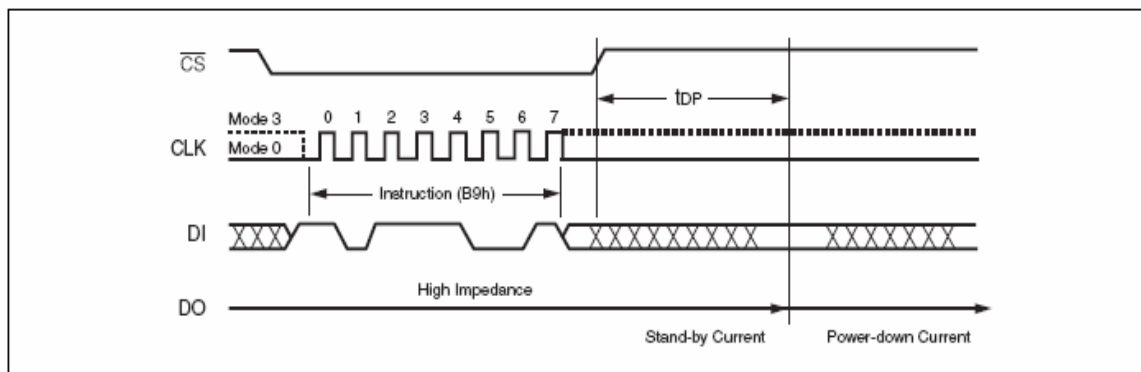 CS
tDP
Mode 3
0 1 2 3 4 5 6 7
CLK
Mode 0
Instruction (B9h)
DI
High Impedance
DO
Stand-by Current
Power-down Current